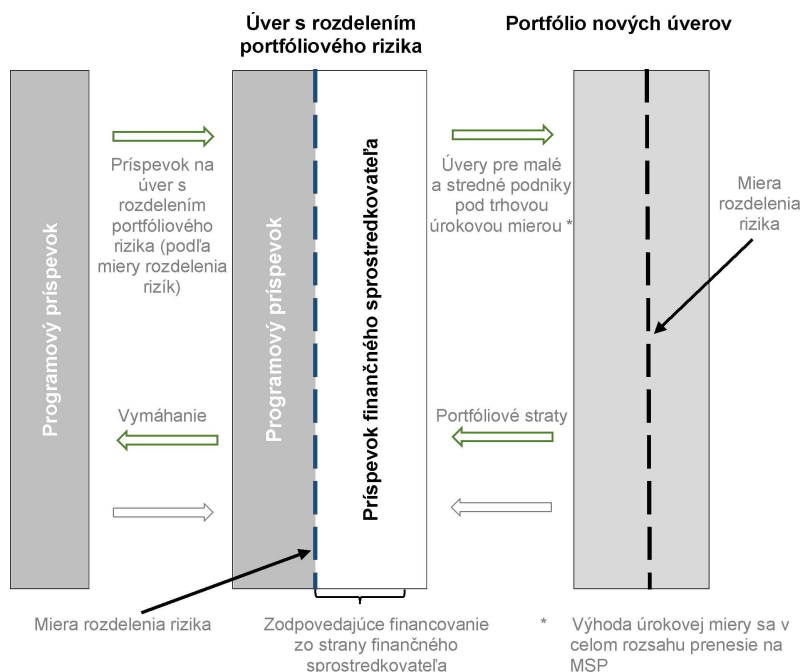 Úver s rozdelením
portfóliového rizika
Portfólio nových úverov
Programový príspevok
Príspevok na
úver s
rozdelením
portfóliového
rizika (podľa
miery rozdelenia
rizík)
Vymáhanie
Programový príspevok
Príspevok finančného sprostredkovateľa
Úvery pre malé
a stredné podniky
pod trhovou
úrokovou mierou *
Portfóliové straty
Miera
rozdelenia
rizika
Miera rozdelenia rizika
Zodpovedajúce financovanie
zo strany finančného
sprostredkovateľa
* Výhoda úrokovej miery sa v
celom rozsahu prenesie na
MSP